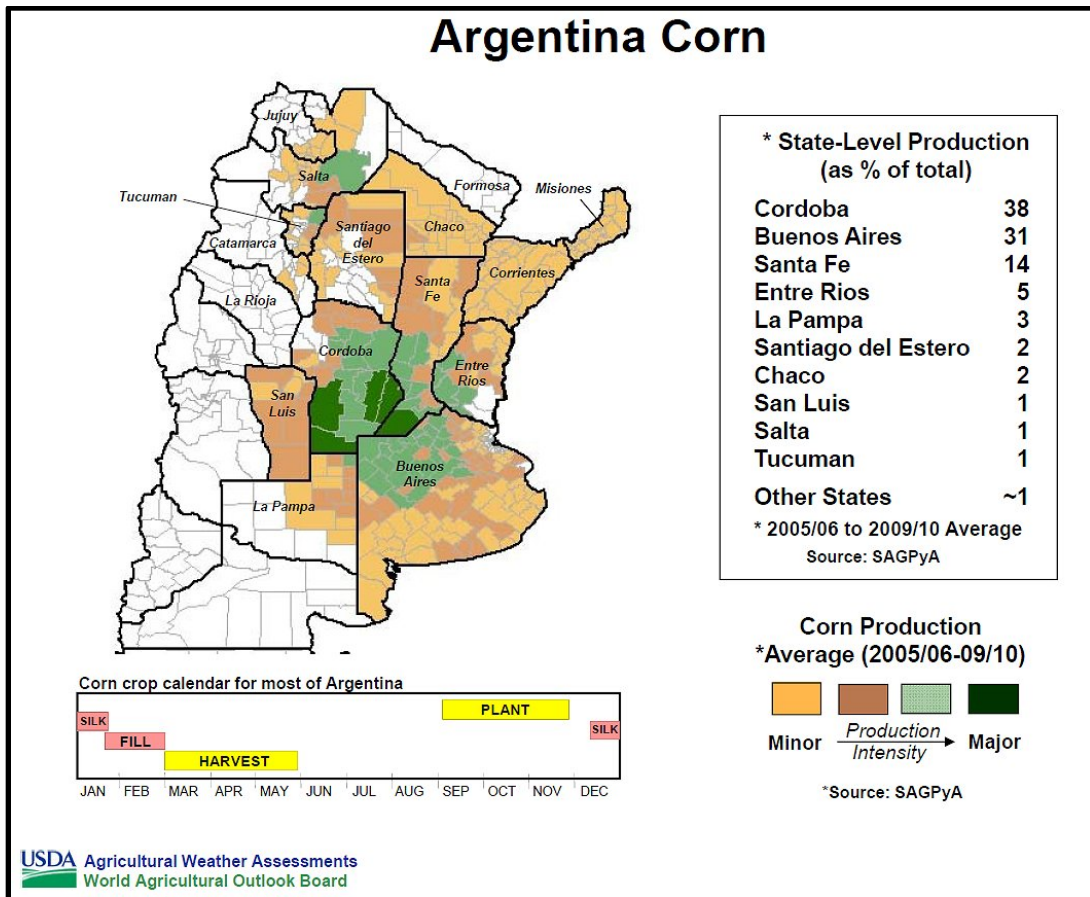 Argentina Corn
Jujuy
Salta
Formosa
Misiones
Tucuman
Santiago
del
Estero
Chaco
Catamarca
Corrientes
Santa
Fe
La Rioja
Cordoba
Entre
Rios
San
Luis
Buenos
Aires
La Pampa
* State-Level Production
(as % of total)
Cordoba 38
Buenos Aires 31
Santa Fe 14
Entre Rios 5
La Pampa 3
Santiago del Estero 2
Chaco 2
San Luis 1
Salta 1
Tucuman 1
Other States ~1
* 2005/06 to 2009/10 Average
Source: SAGPyA
Corn Production
*Average (2005/06-09/10)
Minor Production Intensity Major
*Source: SAGPyA
Corn crop calendar for most of Argentina
PLANT
SILK SILK
FILL
HARVEST
JAN FEB MAR APR MAY JUN JUL AUG SEP OCT NOV DEC
USDA Agricultural Weather Assessments
World Agricultural Outlook Board